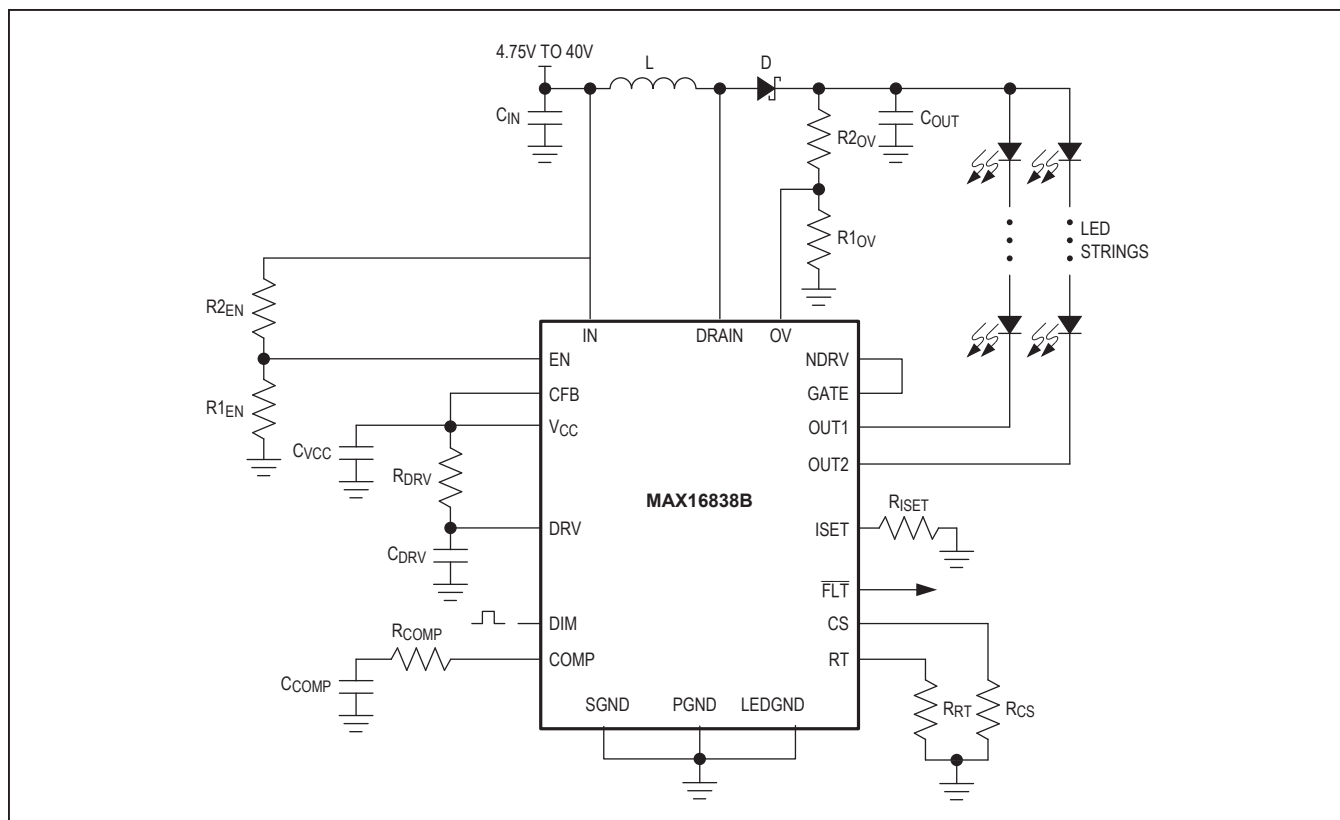 4.75V TO 40V
L
D
CIN
R2OV
COUT
R1OV
LED
STRINGS
R2EN
IN
DRAIN
OV
EN
NDRV
CFB
GATE
R1EN
VCC
OUT1
CVCC
OUT2
RDRV
MAX16838B
RISET
DRV
ISET
CDRV
FLT
DIM
CS
RCOMP
COMP
RT
CCOMP
SGND
PGND
LEDGND
RRT
RCS